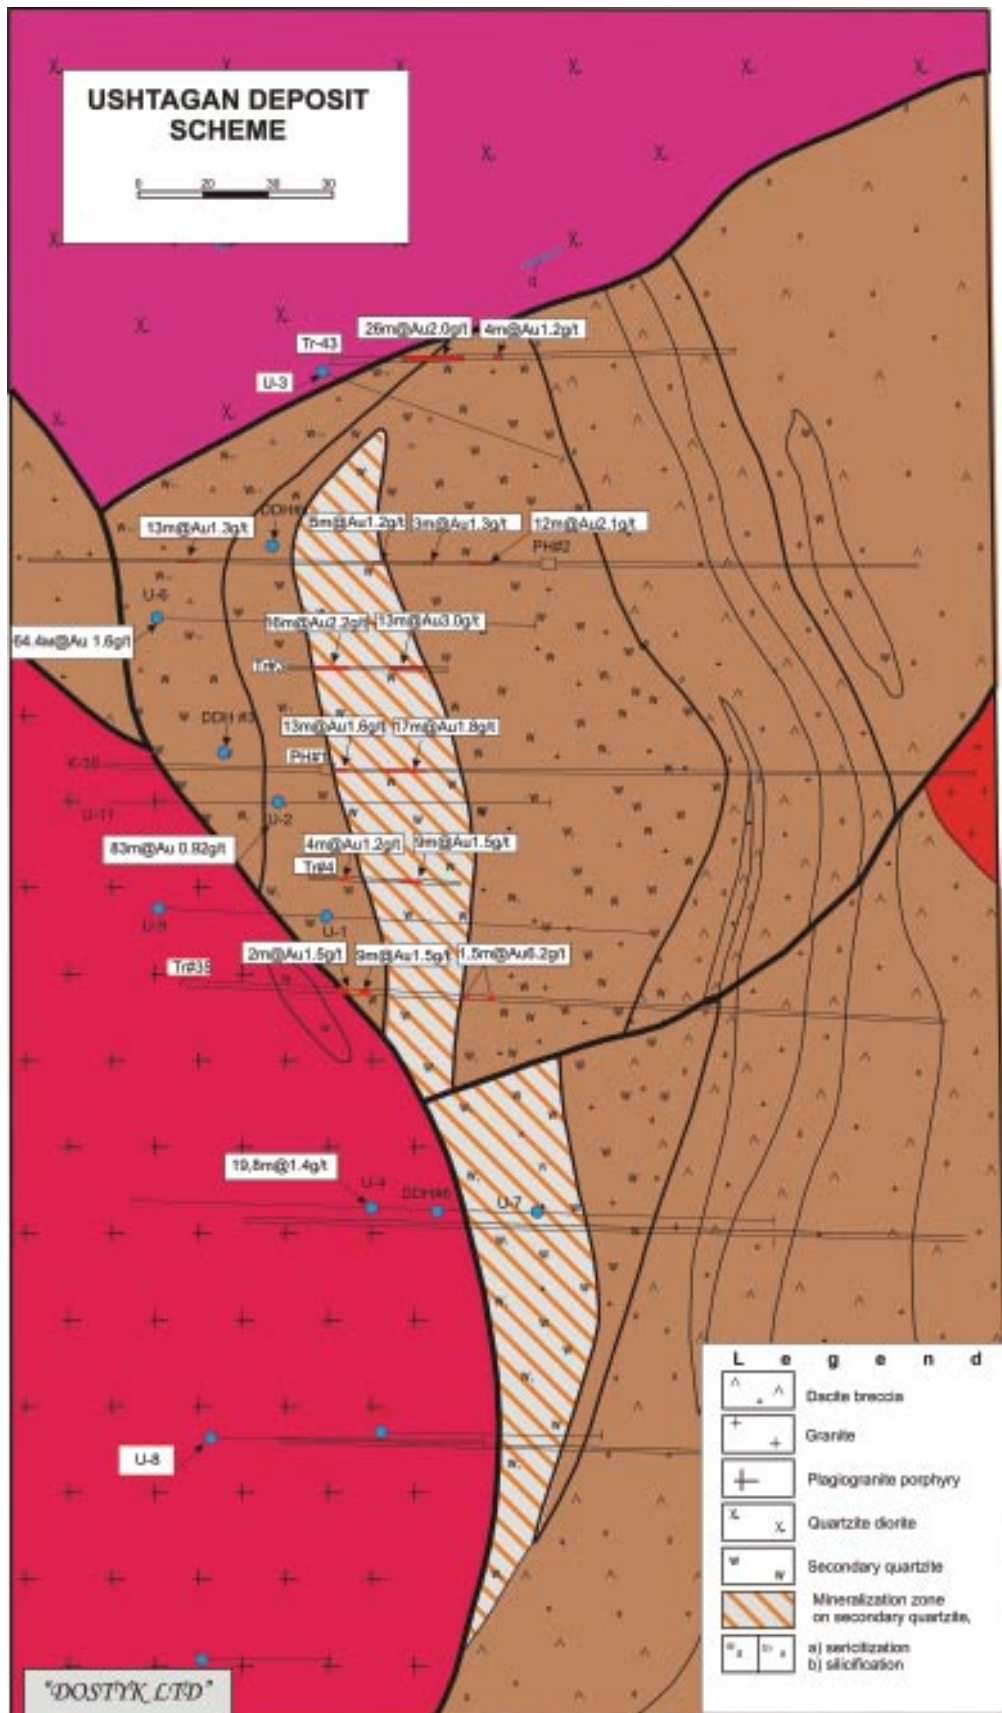 USHTAGAN DEPOSIT
SCHEME
0 20 30 30
26m@Au2.0g/t
4m@Au1.2g/t
Tr-43
U-3
13m@Au1.3g/t
5m@Au1.2g/t
3m@Au1.3g/t
12m@Au2.1g/t
PH#2
U-6
16m@Au2.2g/t
13m@Au3.0g/t
64.4м@Au 1.6g/t
DDH #3
13m@Au1.6g/t
17m@Au1.8g/t
PH#1
K-38
U-11
U-2
83m@Au 0.92g/t
4m@Au1.2g/t
9m@Au1.5g/t
Tr#4
U-9
U-1
2m@Au1.5g/t
9m@Au1.5g/t
1.5m@Au6.2g/t
Tr#35
19,8m@1.4g/t
U-4
DDH#6
U-7
U-8
L e g e n d
Dacite breccia
Granite
Plagiogranite porphyry
Quartzite diorite
Secondary quartzite
Mineralization zone
on secondary quartzite,
a) sericitization
b) silicification
"DOSTYK LTD"